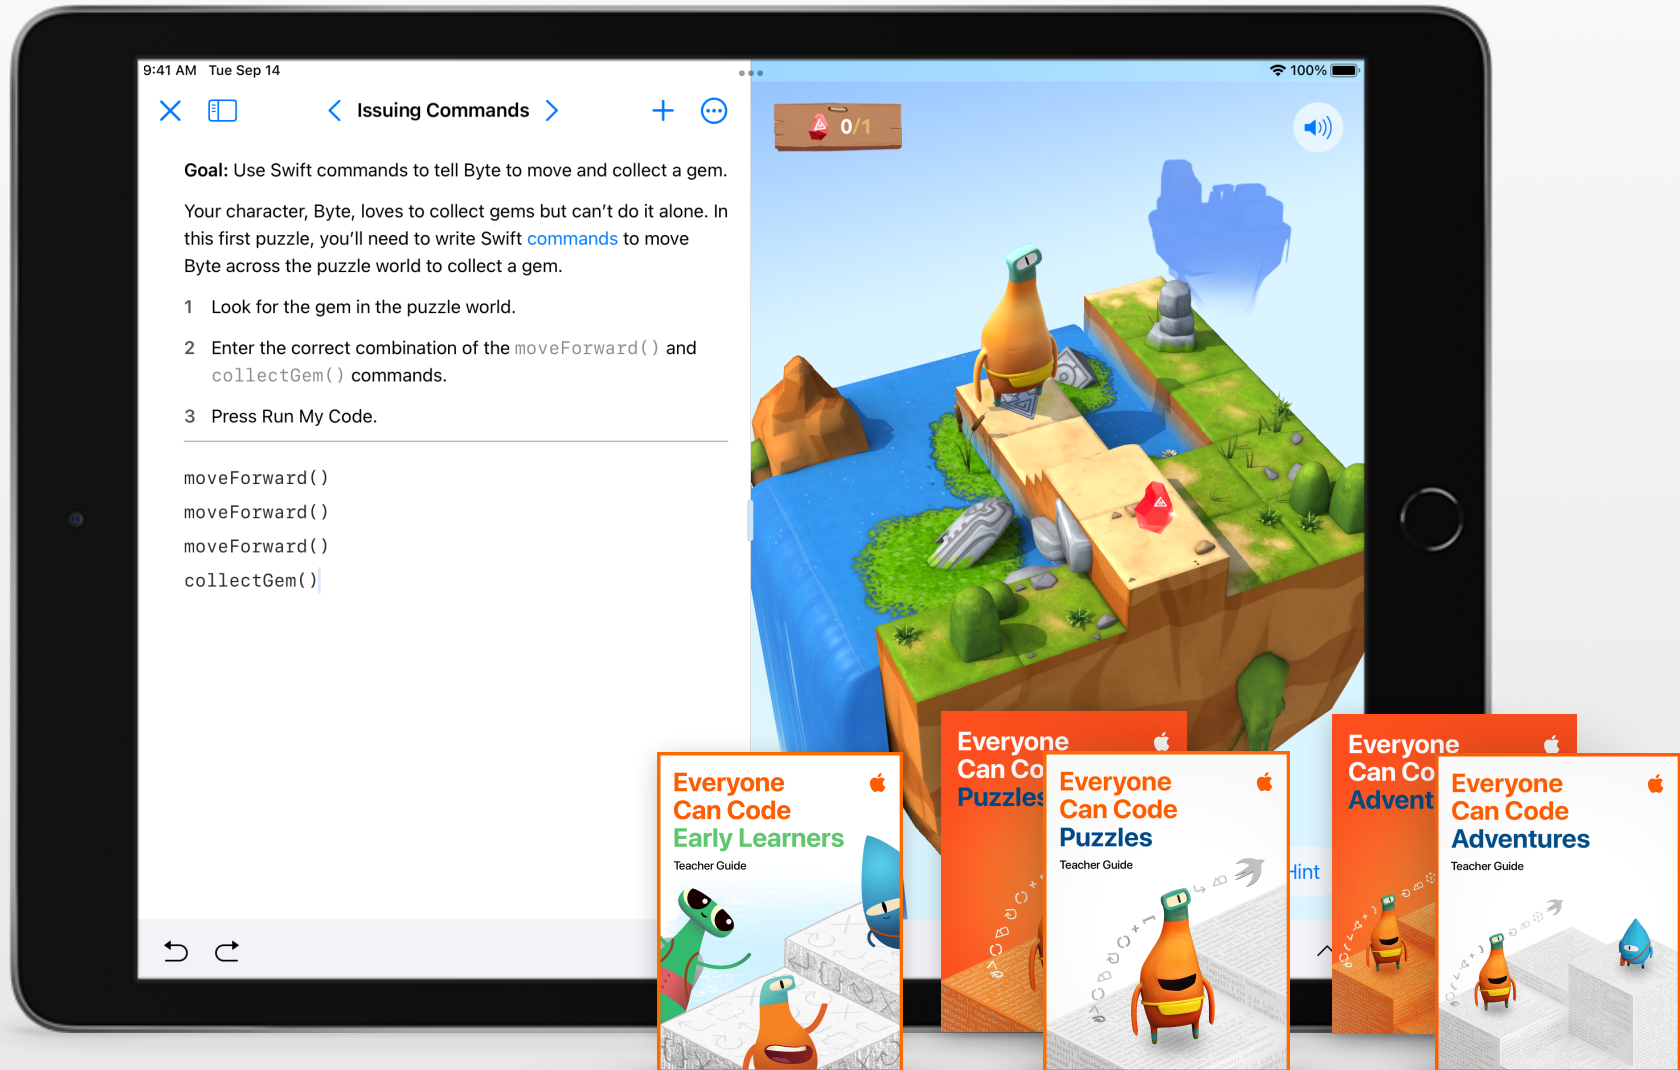 9:41 AM Tue Sep 14
100%
Issuing Commands
0/1
Goal: Use Swift commands to tell Byte to move and collect a gem.
Your character, Byte, loves to collect gems but can’t do it alone. In
this first puzzle, you’ll need to write Swift commands to move
Byte across the puzzle world to collect a gem.
1 Look for the gem in the puzzle world.
2 Enter the correct combination of the moveForward() and
collectGem() commands.
3 Press Run My Code.
moveForward()
moveForward()
moveForward()
collectGem()
Hint
Everyone
Can Code
Early Learners
Teacher Guide
Everyone
Can Co
Puzzles
Everyone
Can Code
Puzzles
Teacher Guide
Everyone
Can Co
Advent
Everyone
Can Code
Adventures
Teacher Guide